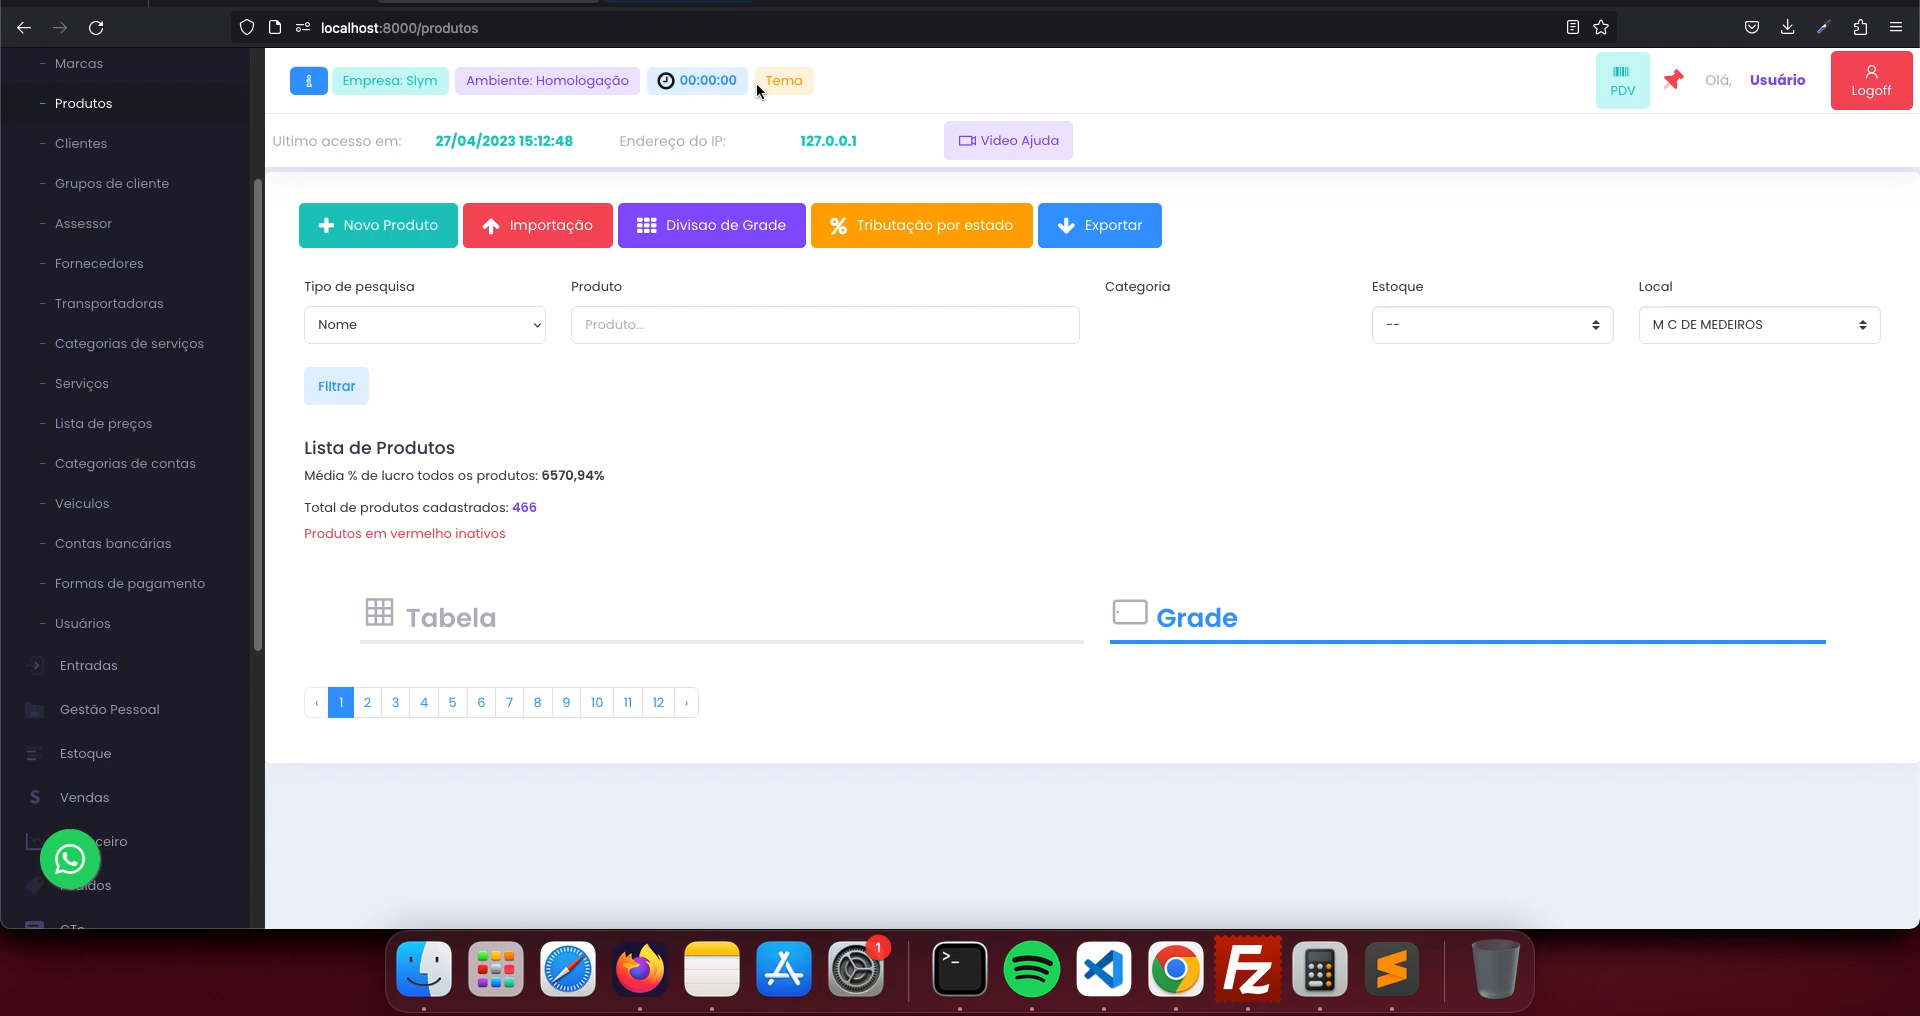 localhost:8000/produtos
Marcas
Produtos
Clientes
Grupos de cliente
Assessor
Fornecedores
Transportadoras
Categorias de serviços
Serviços
Lista de preços
Categorias de contas
Veiculos
Contas bancárias
Formas de pagamento
Usuários
Entradas
Gestão Pessoal
Estoque
Vendas
ceiro
idos
Empresa: Slym
Ambiente: Homologação
00:00:00
Tema
PDV
Olá,
Usuário
Logoff
Ultimo acesso em: 27/04/2023 15:12:48 Endereço do IP: 127.0.0.1 Video Ajuda
Novo Produto
Importação
Divisao de Grade
Tributação por estado
Exportar
Tipo de pesquisa
Produto
Categoria
Estoque
Local
Nome
Produto...
--
M C DE MEDEIROS
Filtrar
Lista de Produtos
Média % de lucro todos os produtos: 6570,94%
Total de produtos cadastrados: 466
Produtos em vermelho inativos
Tabela
Grade
‹ 1 2 3 4 5 6 7 8 9 10 11 12 ›
1
>_
Fz